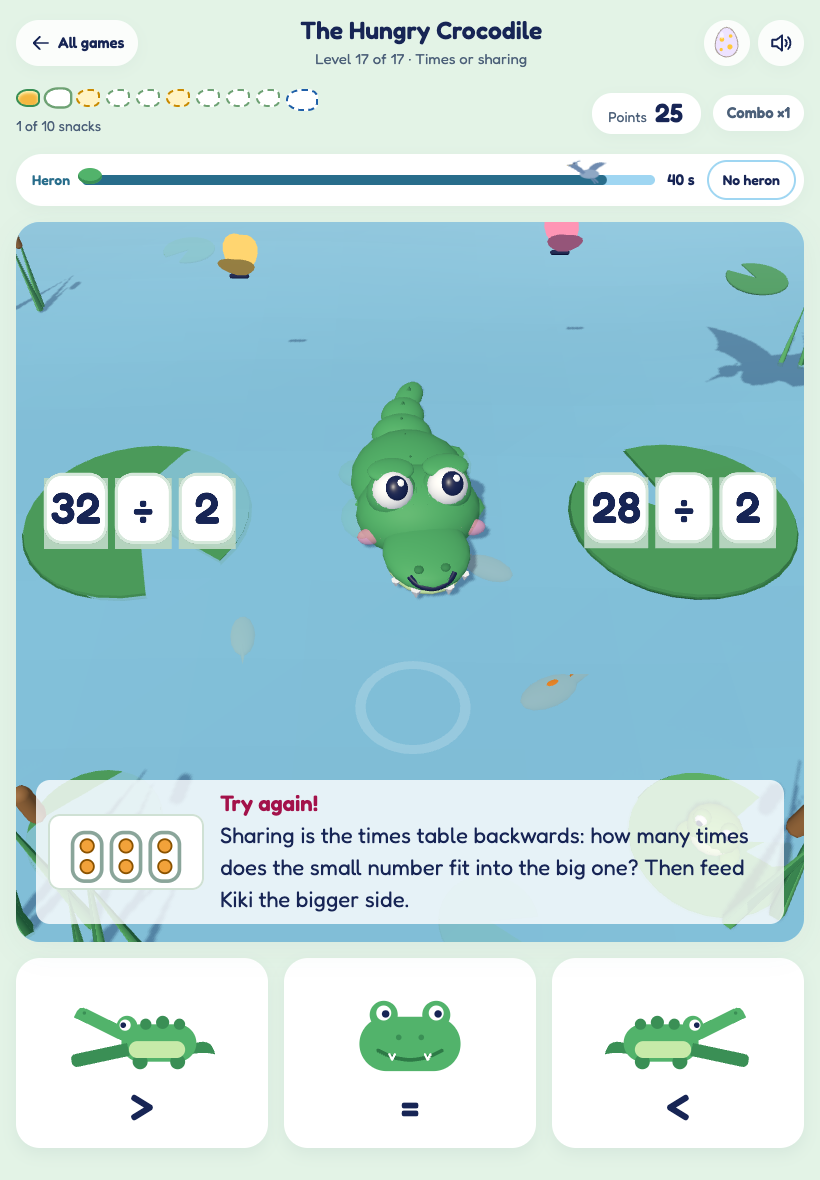 All games
The Hungry Crocodile
Level 17 of 17 · Times or sharing
1 of 10 snacks
Points 25
Combo ×1
Heron
40 s
No heron
32 ÷ 2
28 ÷ 2
Try again!
Sharing is the times table backwards: how many times
does the small number fit into the big one? Then feed
Kiki the bigger side.
>
=
<